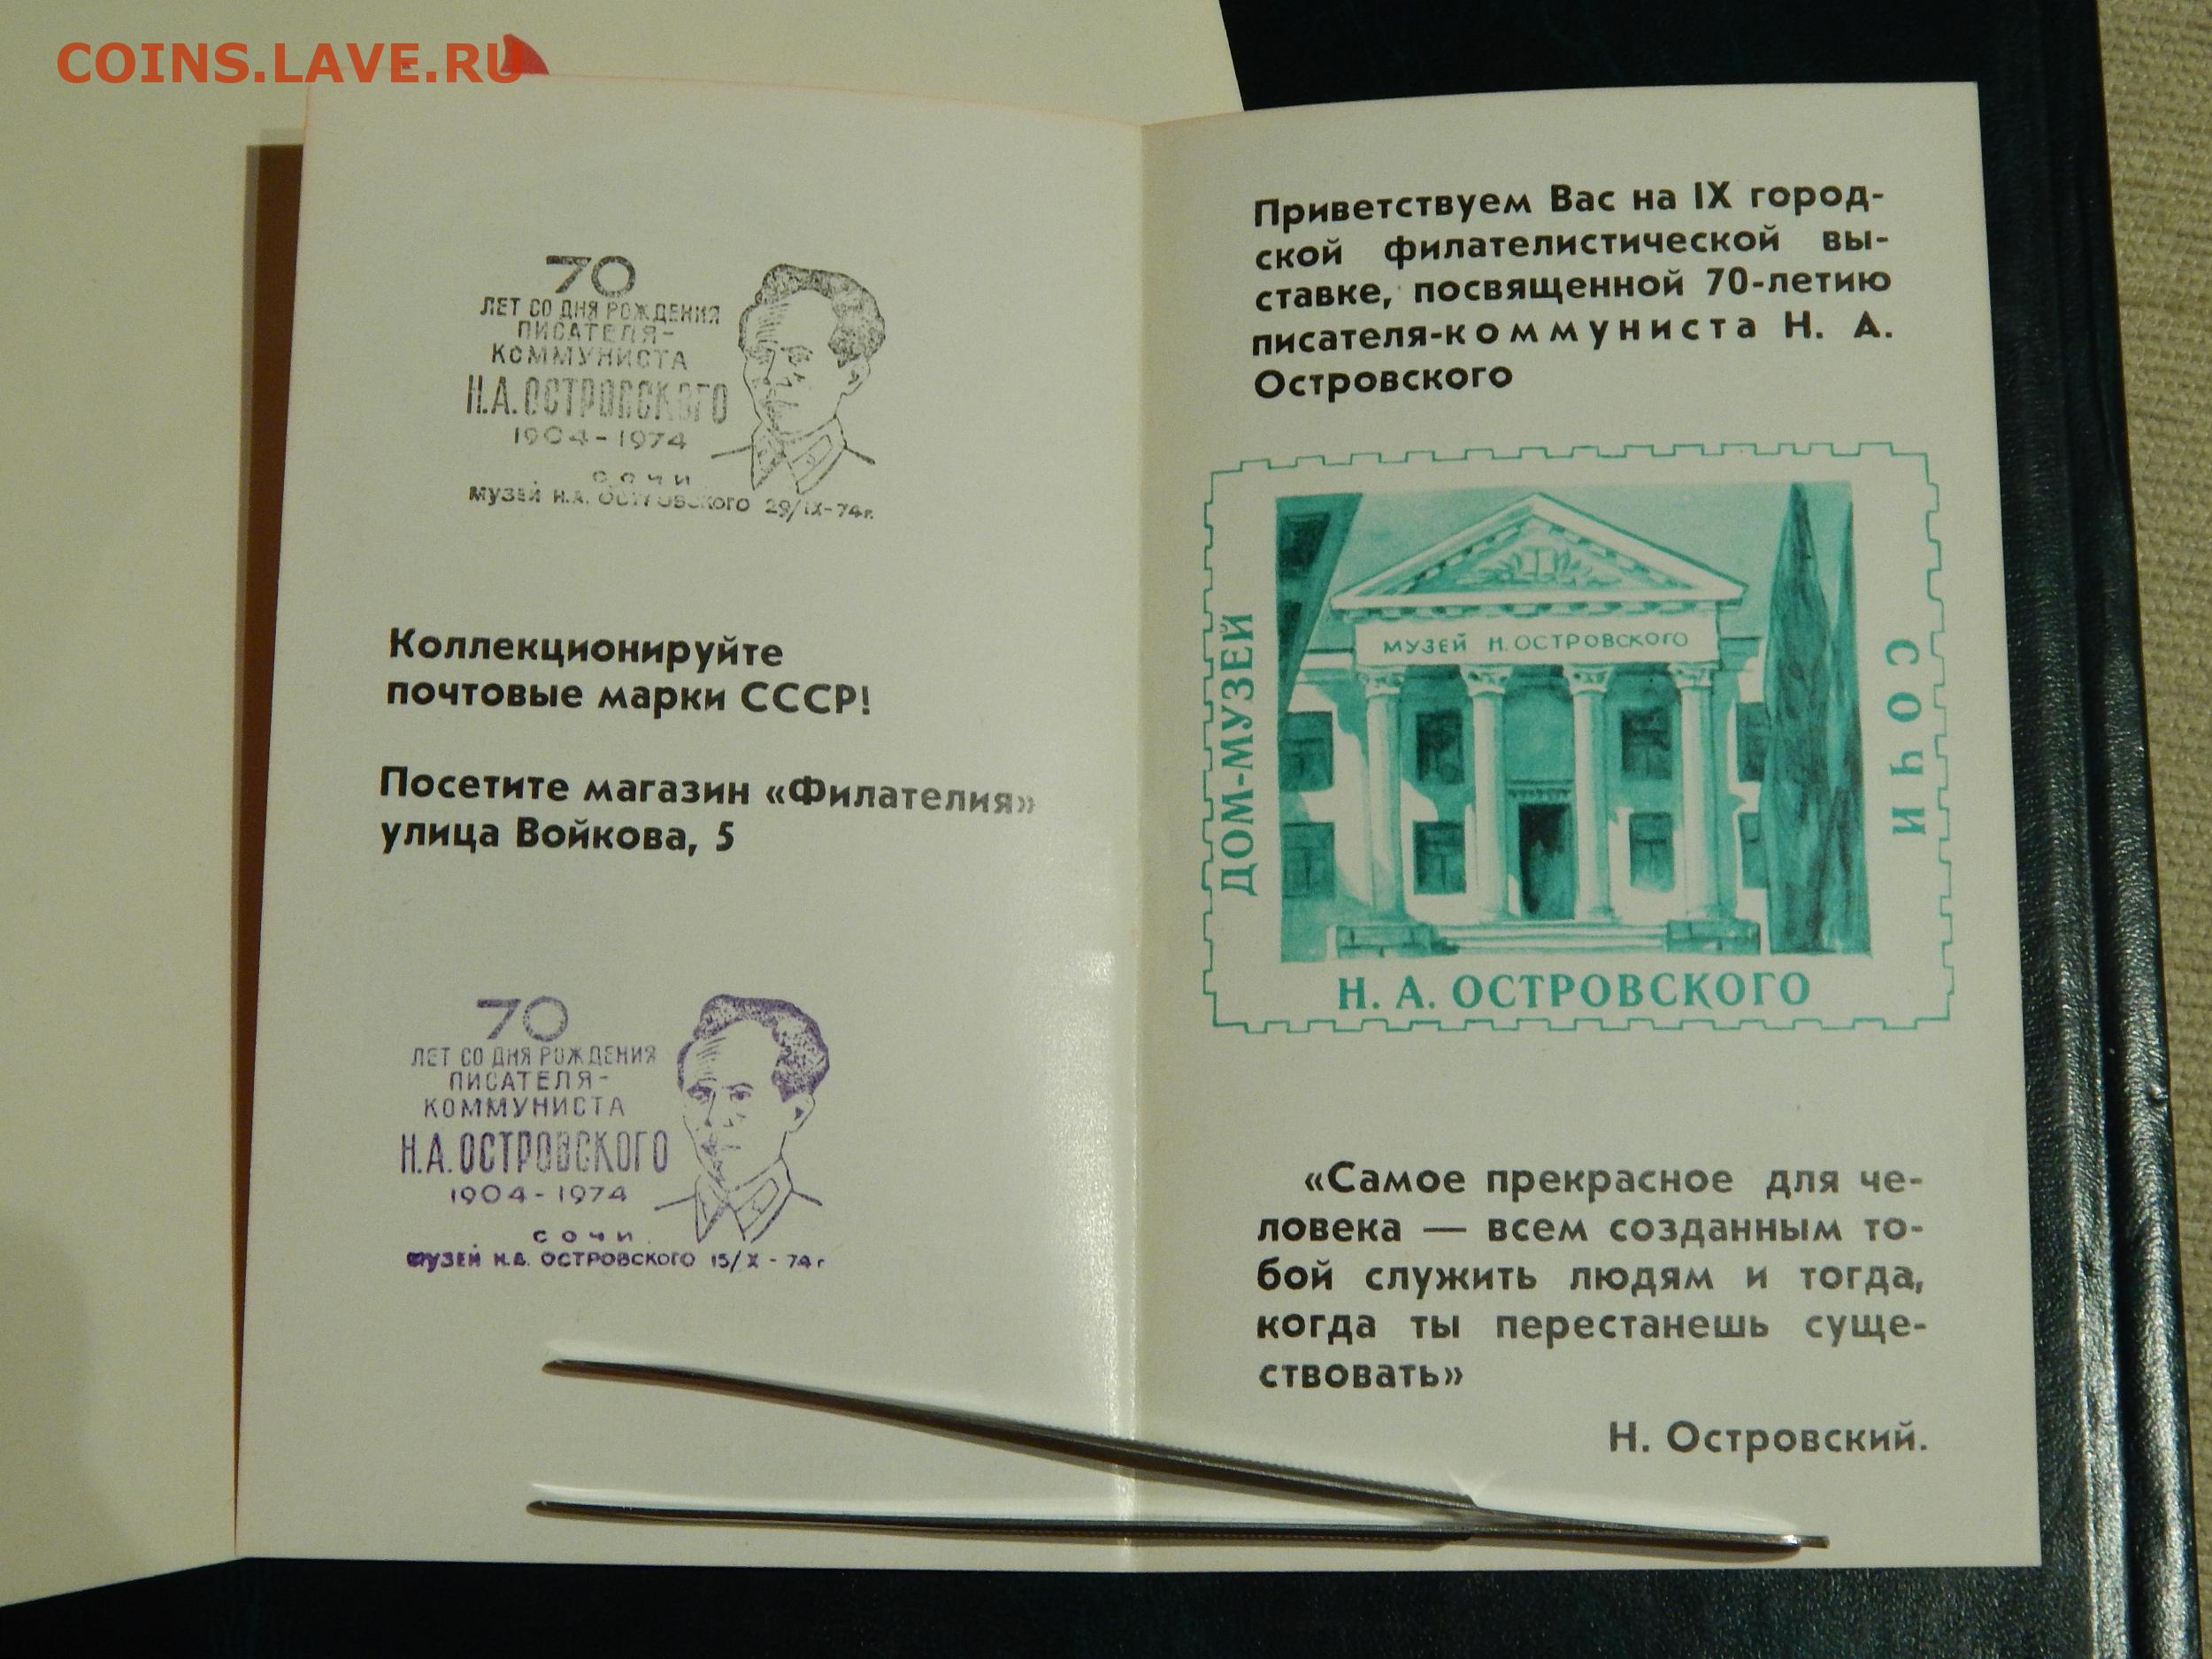 COINS.LAVE.RU
70
ЛЕТ СО ДНЯ РОЖДЕНИЯ
ПИСАТЕЛЯ-
КОММУНИСТА
Н.А. ОСТРОВСКОГО
1904-1974
СОЧИ
МУЗЕЙ Н.А. ОСТРОВСКОГО 29/IX-74г.
Коллекционируйте
почтовые марки СССР!
Посетите магазин «Филателия»
улица Войкова, 5
70
ЛЕТ СО ДНЯ РОЖДЕНИЯ
ПИСАТЕЛЯ-
КОММУНИСТА
Н.А. ОСТРОВСКОГО
1904-1974
СОЧИ
МУЗЕЙ Н.А. ОСТРОВСКОГО 15/X-74г
Приветствуем Вас на IX город-
ской филателистической вы-
ставке, посвященной 70-летию
писателя-коммуниста Н. А.
Островского
МУЗЕЙ Н. ОСТРОВСКОГО
ДОМ-МУЗЕЙ
СОЧИ
Н. А. ОСТРОВСКОГО
«Самое прекрасное для че-
ловека — всем созданным то-
бой служить людям и тогда,
когда ты перестанешь суще-
ствовать»
Н. Островский.